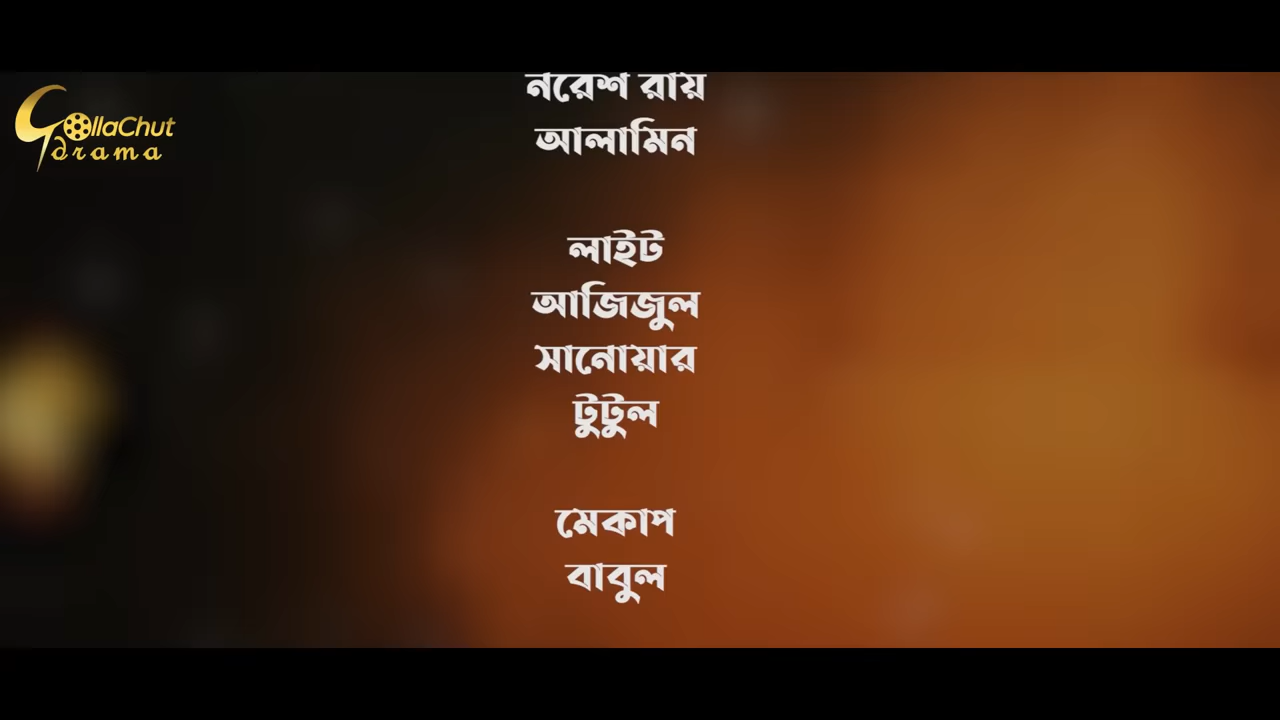 GollaChut
drama
নরেশ রায়
আলামিন
লাইট
আজিজুল
সানোয়ার
টুটুল
মেকাপ
বাবুল